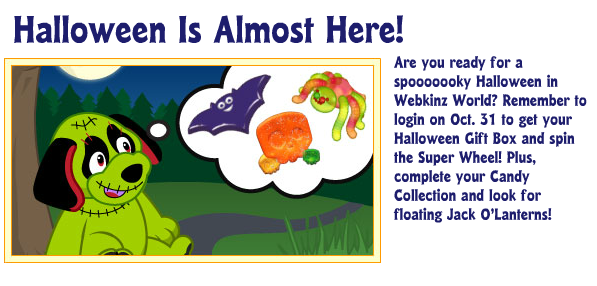 Halloween Is Almost Here!
Are you ready for a
spooooooky Halloween in
Webkinz World? Remember to
login on Oct. 31 to get your
Halloween Gift Box and spin
the Super Wheel! Plus,
complete your Candy
Collection and look for
floating Jack O'Lanterns!